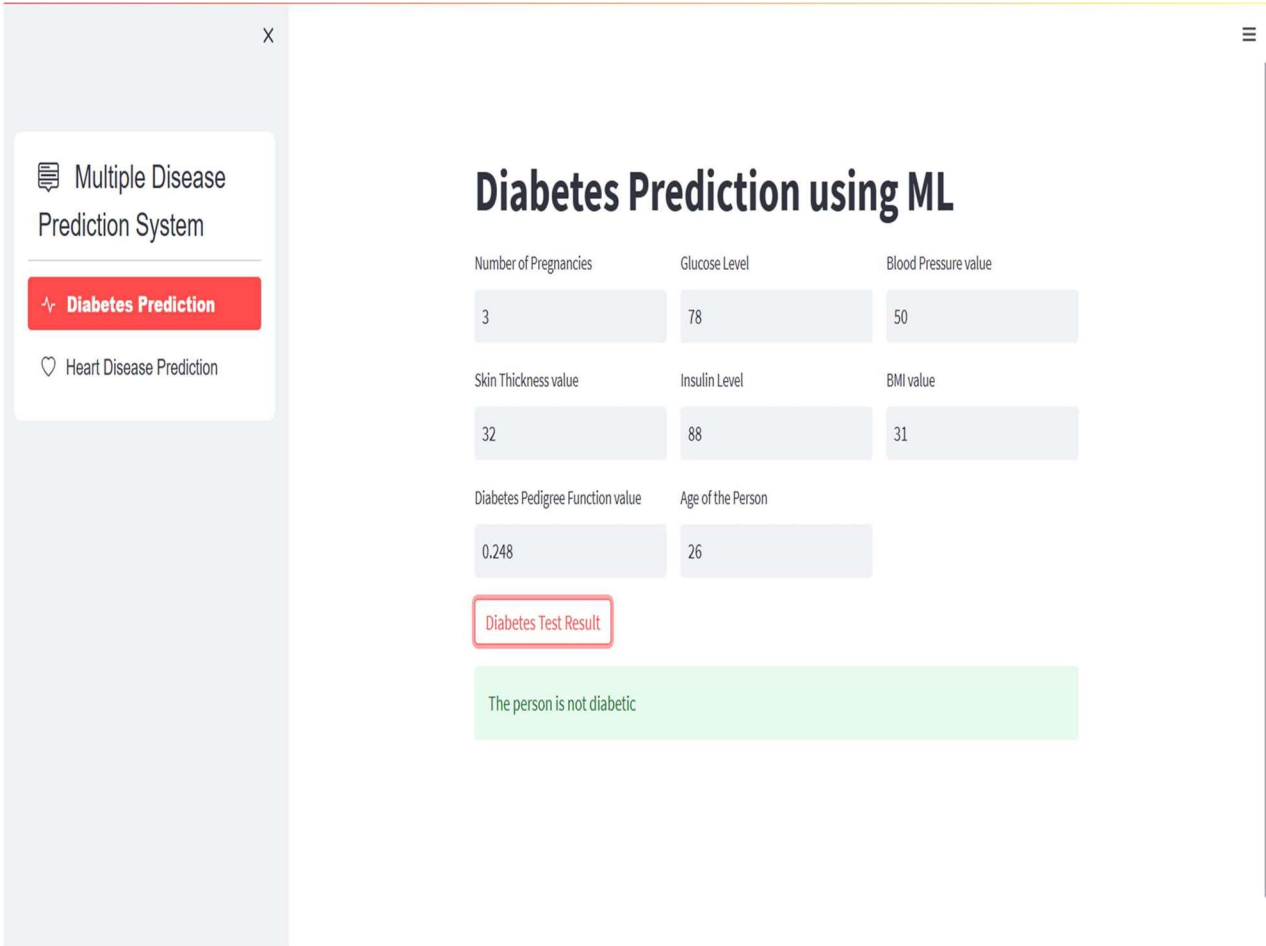 X
Multiple Disease
Prediction System
Diabetes Prediction
Heart Disease Prediction
Diabetes Prediction using ML
Number of Pregnancies Glucose Level Blood Pressure value
3 78 50
Skin Thickness value Insulin Level BMI value
32 88 31
Diabetes Pedigree Function value Age of the Person
0.248 26
Diabetes Test Result
The person is not diabetic